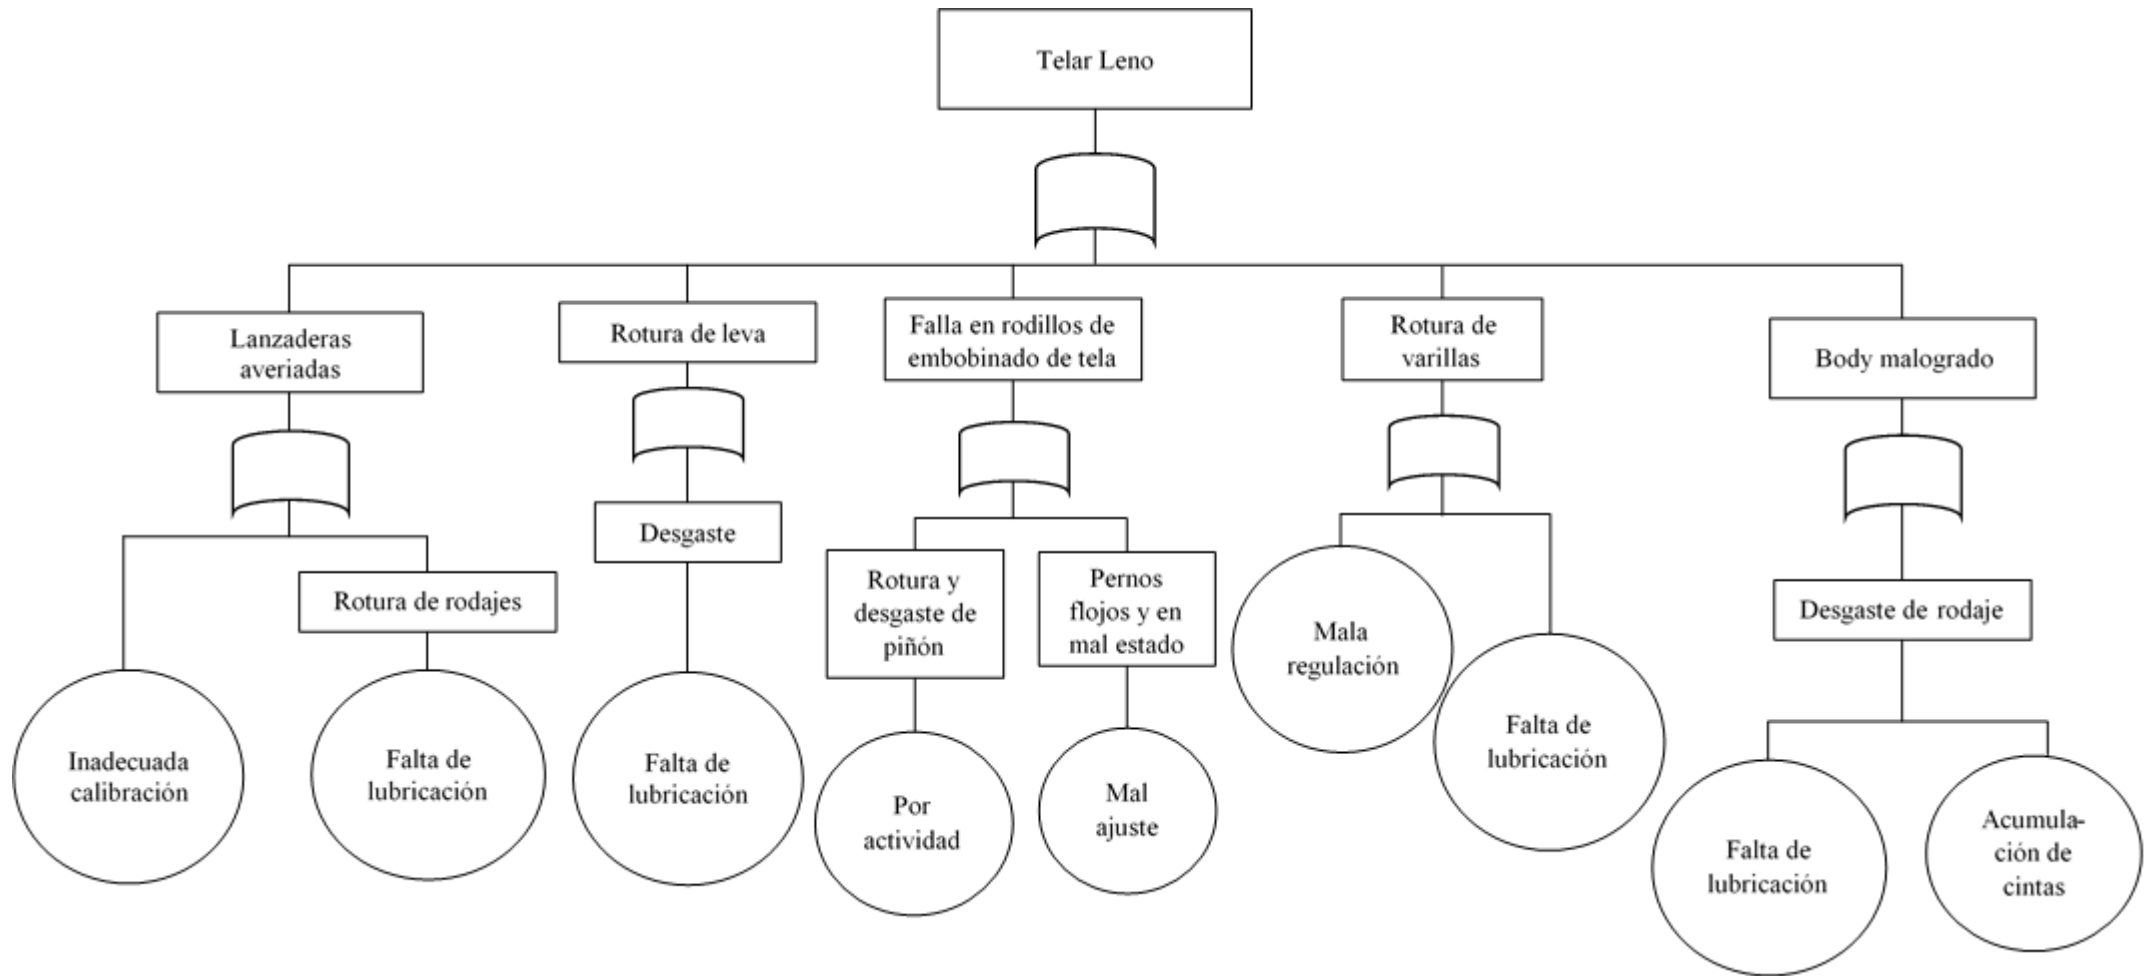 Telar Leno
Lanzaderas
averiadas
Rotura de leva
Falla en rodillos de
embobinado de tela
Rotura de
varillas
Body malogrado
Rotura de rodajes
Desgaste
Rotura y
desgaste de
piñón
Pernos
flojos y en
mal estado
Desgaste de rodaje
Inadecuada
calibración
Falta de
lubricación
Falta de
lubricación
Por
actividad
Mal
ajuste
Mala
regulación
Falta de
lubricación
Falta de
lubricación
Acumula-
ción de
cintas